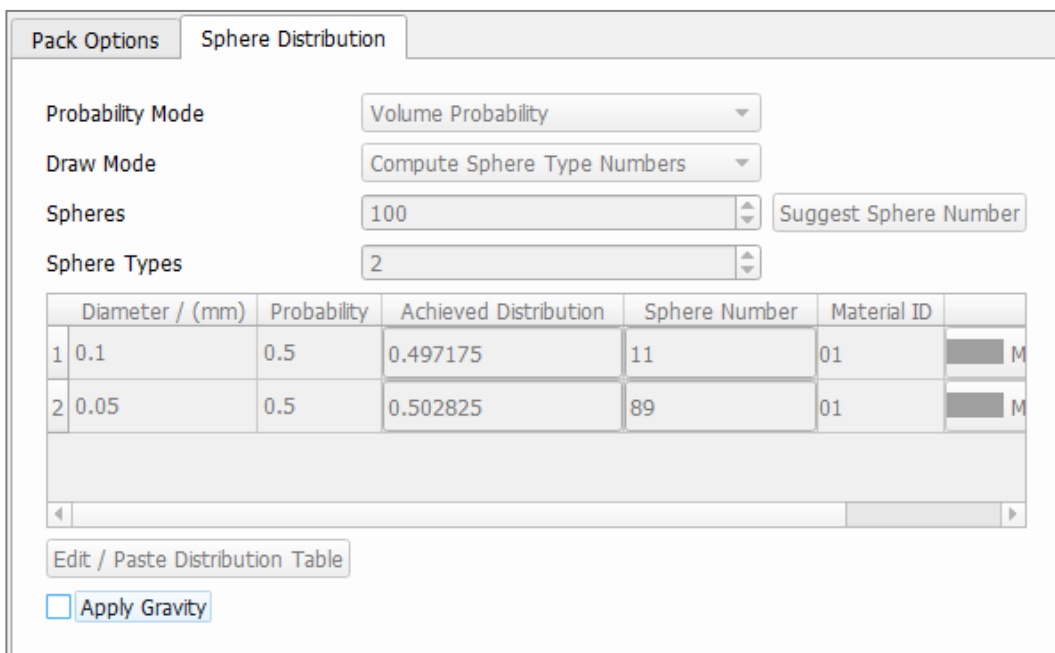 Pack Options Sphere Distribution
Probability Mode Volume Probability
Draw Mode Compute Sphere Type Numbers
Spheres 100 Suggest Sphere Number
Sphere Types 2
Diameter / (mm) Probability Achieved Distribution Sphere Number Material ID
1 0.1 0.5 0.497175 11 01 M
2 0.05 0.5 0.502825 89 01 M
Edit / Paste Distribution Table
Apply Gravity